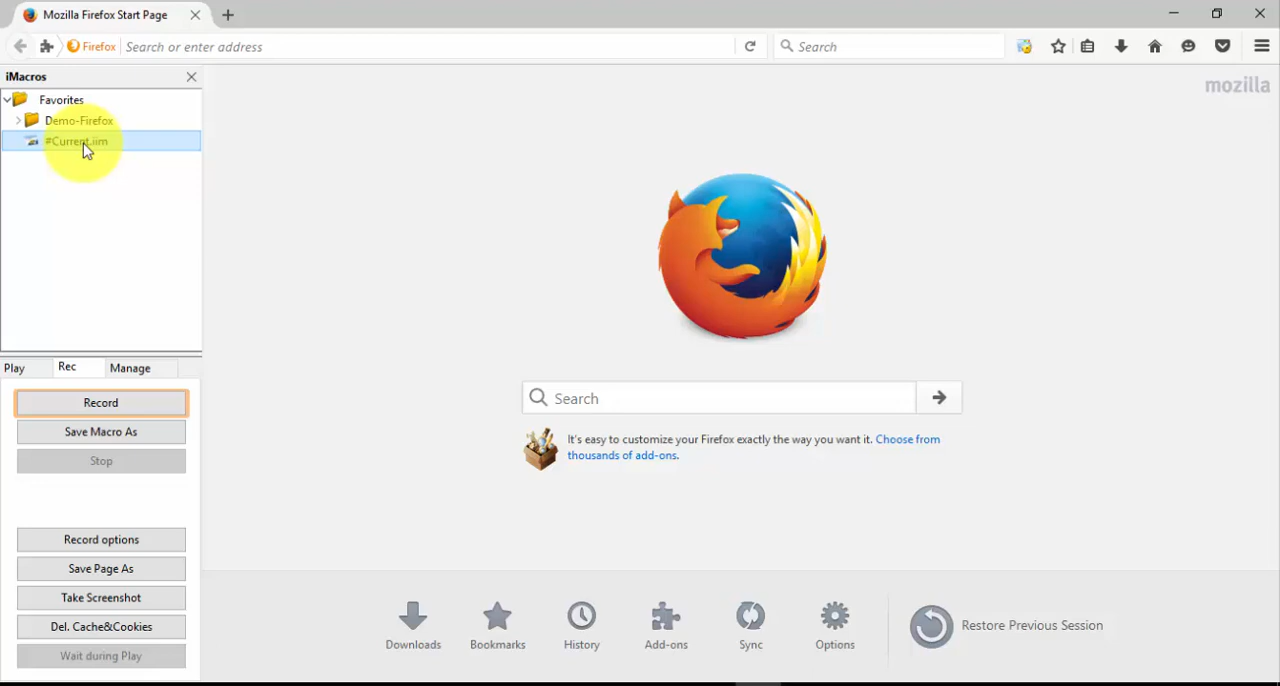 Mozilla Firefox Start Page
Firefox
Search or enter address
Search
iMacros
Favorites
Demo-Firefox
#Current.iim
Play
Rec
Manage
Record
Save Macro As
Stop
Record options
Save Page As
Take Screenshot
Del. Cache&Cookies
Wait during Play
mozilla
Search
It's easy to customize your Firefox exactly the way you want it. Choose from
thousands of add-ons.
Downloads
Bookmarks
History
Add-ons
Sync
Options
Restore Previous Session